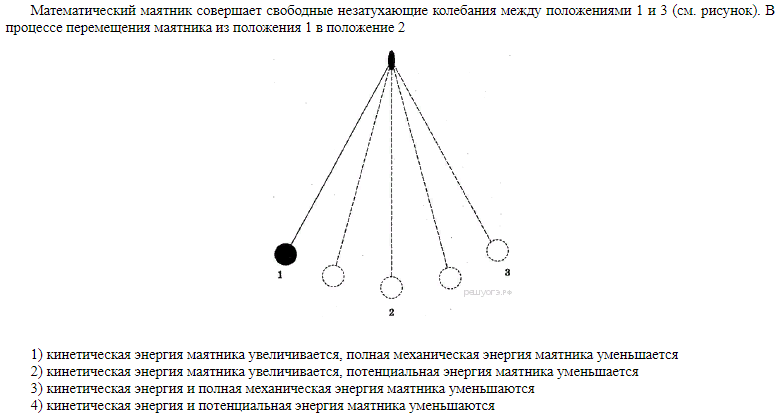 Математический маятник совершает свободные незатухающие колебания между положениями 1 и 3 (см. рисунок). В
процессе перемещения маятника из положения 1 в положение 2
1
3
решуогэ.рф
2
1) кинетическая энергия маятника увеличивается, полная механическая энергия маятника уменьшается
2) кинетическая энергия маятника увеличивается, потенциальная энергия маятника уменьшается
3) кинетическая энергия и полная механическая энергия маятника уменьшаются
4) кинетическая энергия и потенциальная энергия маятника уменьшаются